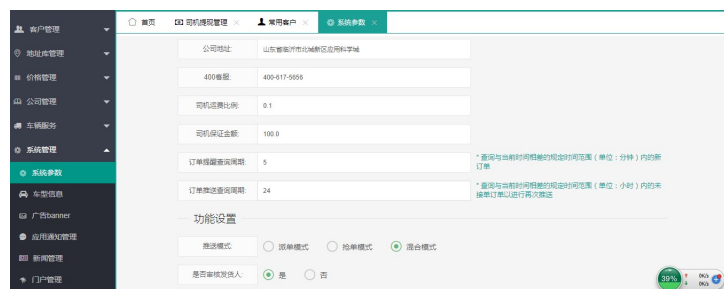 首页 司机提现管理 常用客户 系统参数
客户管理
地址库管理
价格管理
公司管理
车辆服务
系统管理
系统参数
车型信息
广告banner
应用通知管理
新闻管理
门户管理
公司地址: 山东省临沂市北城新区应用科学城
400客服: 400-617-5656
司机运费比例: 0.1
司机保证金额: 100.0
订单提醒查询周期: 5
* 查询与当前时间相差的规定时间范围（单位：分钟）内的新
订单
订单推送查询周期: 24
* 查询与当前时间相差的规定时间范围（单位：小时）内的未
接单订单以进行再次推送
功能设置
推送模式: 派单模式 抢单模式 混合模式
是否审核发货人: 是 否
39% 0K/s
0K/s